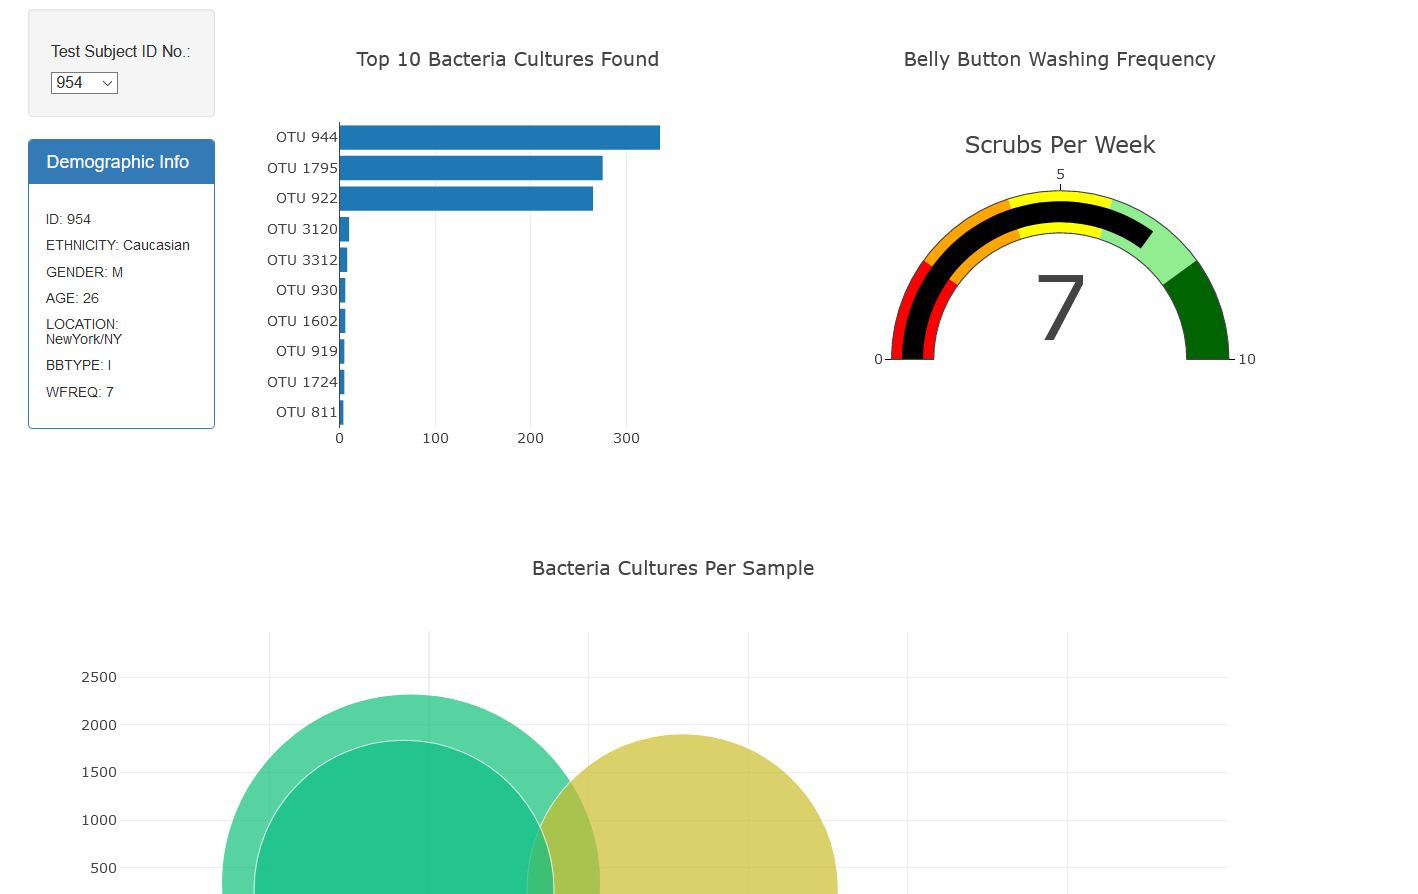 Test Subject ID No.:
954
Demographic Info
ID: 954
ETHNICITY: Caucasian
GENDER: M
AGE: 26
LOCATION:
NewYork/NY
BBTYPE: I
WFREQ: 7
Top 10 Bacteria Cultures Found
OTU 944
OTU 1795
OTU 922
OTU 3120
OTU 3312
OTU 930
OTU 1602
OTU 919
OTU 1724
OTU 811
0 100 200 300
Belly Button Washing Frequency
Scrubs Per Week
5
7
0 10
Bacteria Cultures Per Sample
2500
2000
1500
1000
500